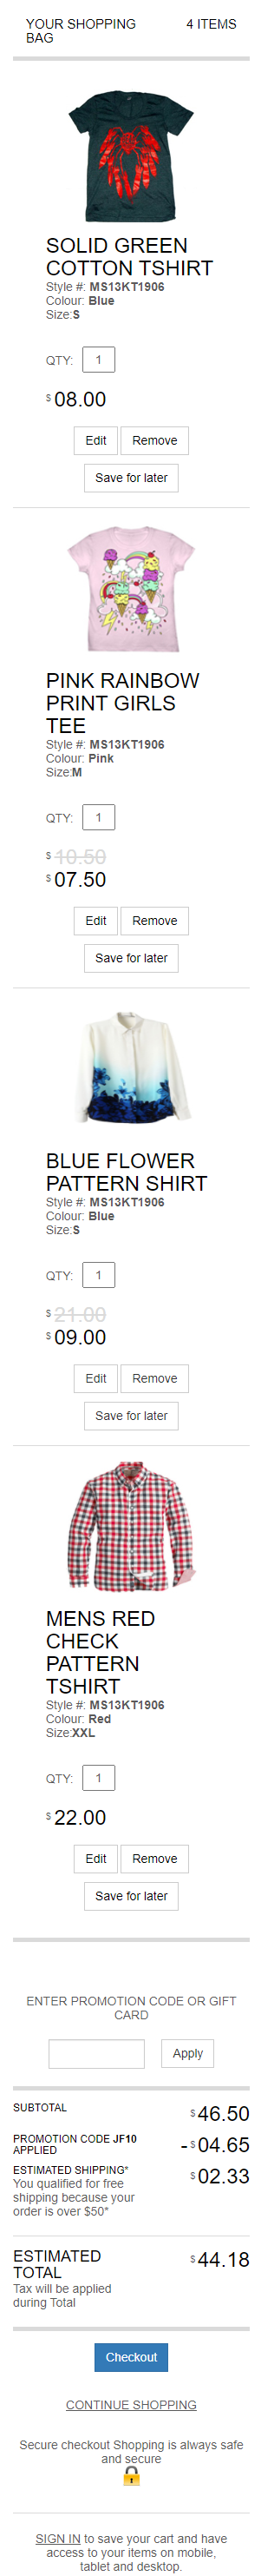 YOUR SHOPPING BAG 4 ITEMS
SOLID GREEN
COTTON TSHIRT
Style #: MS13KT1906
Colour: Blue
Size:S
QTY: 1
$ 08.00
Edit Remove
Save for later
PINK RAINBOW
PRINT GIRLS
TEE
Style #: MS13KT1906
Colour: Pink
Size:M
QTY: 1
$ 10.50
$ 07.50
Edit Remove
Save for later
BLUE FLOWER
PATTERN SHIRT
Style #: MS13KT1906
Colour: Blue
Size:S
QTY: 1
$ 21.00
$ 09.00
Edit Remove
Save for later
MENS RED
CHECK
PATTERN
TSHIRT
Style #: MS13KT1906
Colour: Red
Size:XXL
QTY: 1
$ 22.00
Edit Remove
Save for later
ENTER PROMOTION CODE OR GIFT
CARD
Apply
SUBTOTAL $46.50
PROMOTION CODE JF10
APPLIED -$04.65
ESTIMATED SHIPPING* $02.33
You qualified for free
shipping because your
order is over $50*
ESTIMATED
TOTAL $44.18
Tax will be applied
during Total
Checkout
CONTINUE SHOPPING
Secure checkout Shopping is always safe
and secure
SIGN IN to save your cart and have
access to your items on mobile,
tablet and desktop.